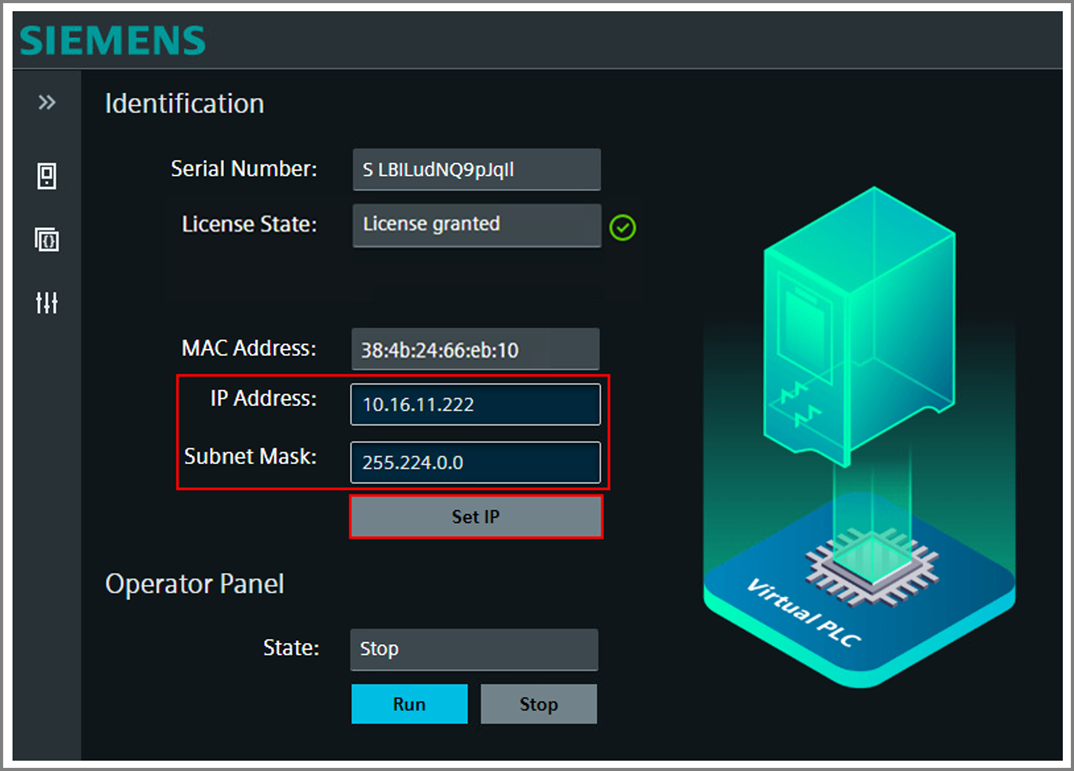 SIEMENS
Identification
Serial Number: S LBILudNQ9pJqIl
License State: License granted
MAC Address: 38:4b:24:66:eb:10
IP Address: 10.16.11.222
Subnet Mask: 255.224.0.0
Set IP
Operator Panel
State: Stop
Run Stop
Virtual PLC